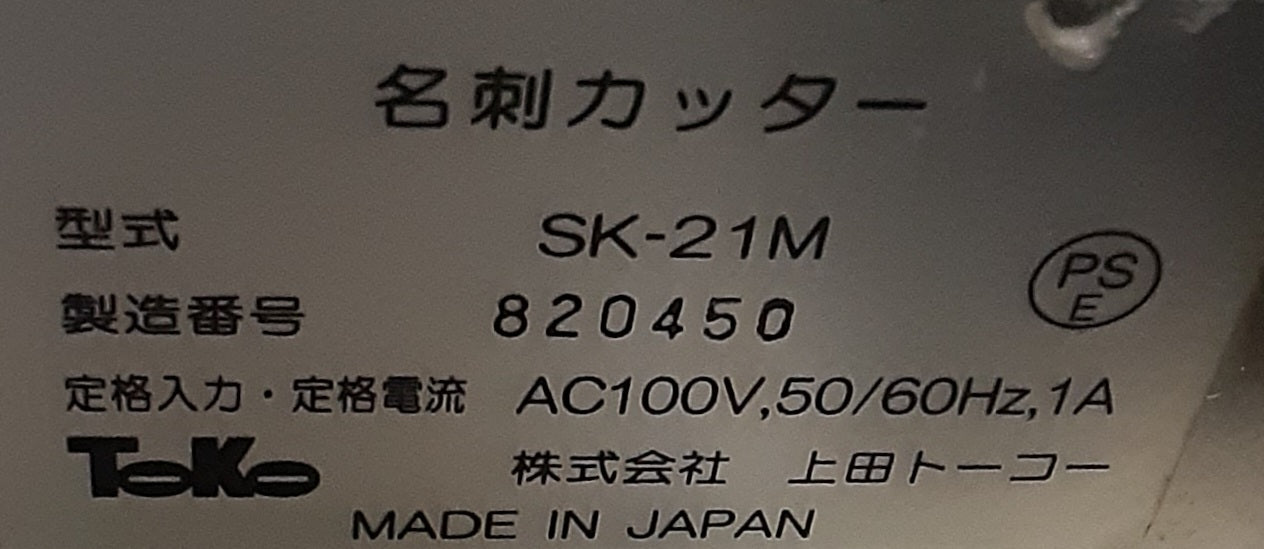 名刺カッター
型式 SK-21M
PS
E
製造番号 820450
定格入力・定格電流 AC100V,50/60Hz,1A
ToKo 株式会社 上田トーコー
MADE IN JAPAN